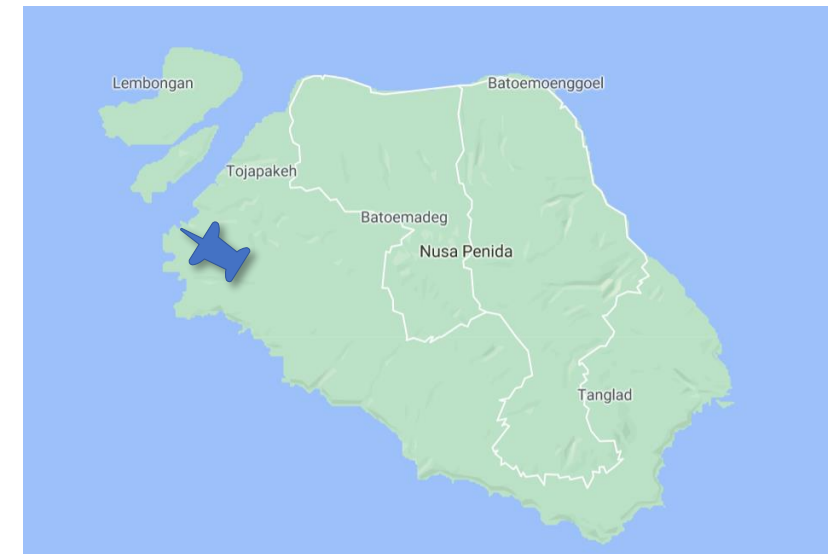 Lembongan
Batoemoenggoel
Tojapakeh
Batoemadeg
Nusa Penida
Tanglad